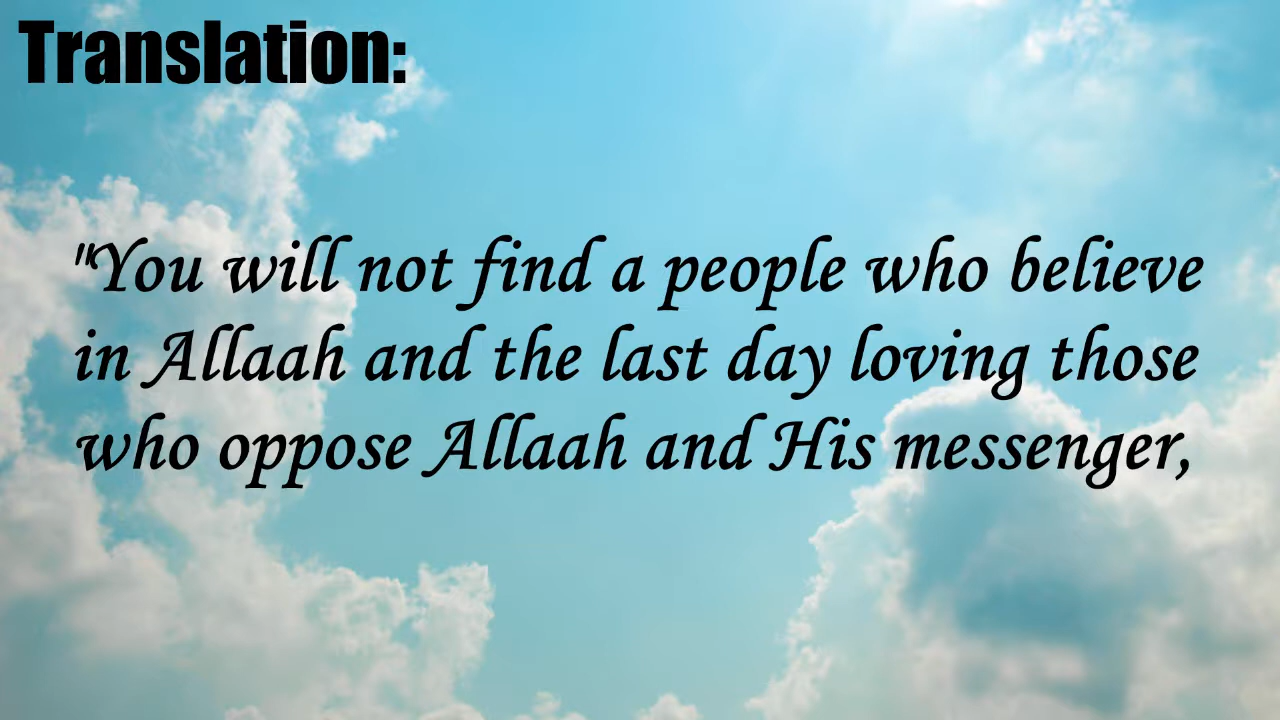 Translation:
"You will not find a people who believe
in Allaah and the last day loving those
who oppose Allaah and His messenger,